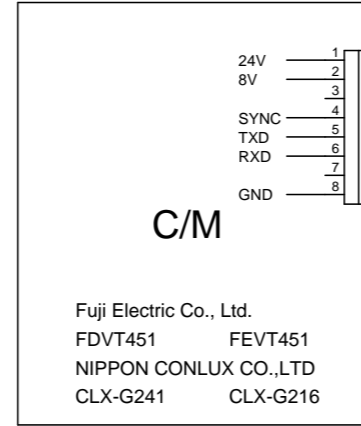 24V 1
8V 2
3
SYNC 4
TXD 5
RXD 6
7
GND 8
C/M
Fuji Electric Co., Ltd.
FDVT451 FEVT451
NIPPON CONLUX CO.,LTD
CLX-G241 CLX-G216